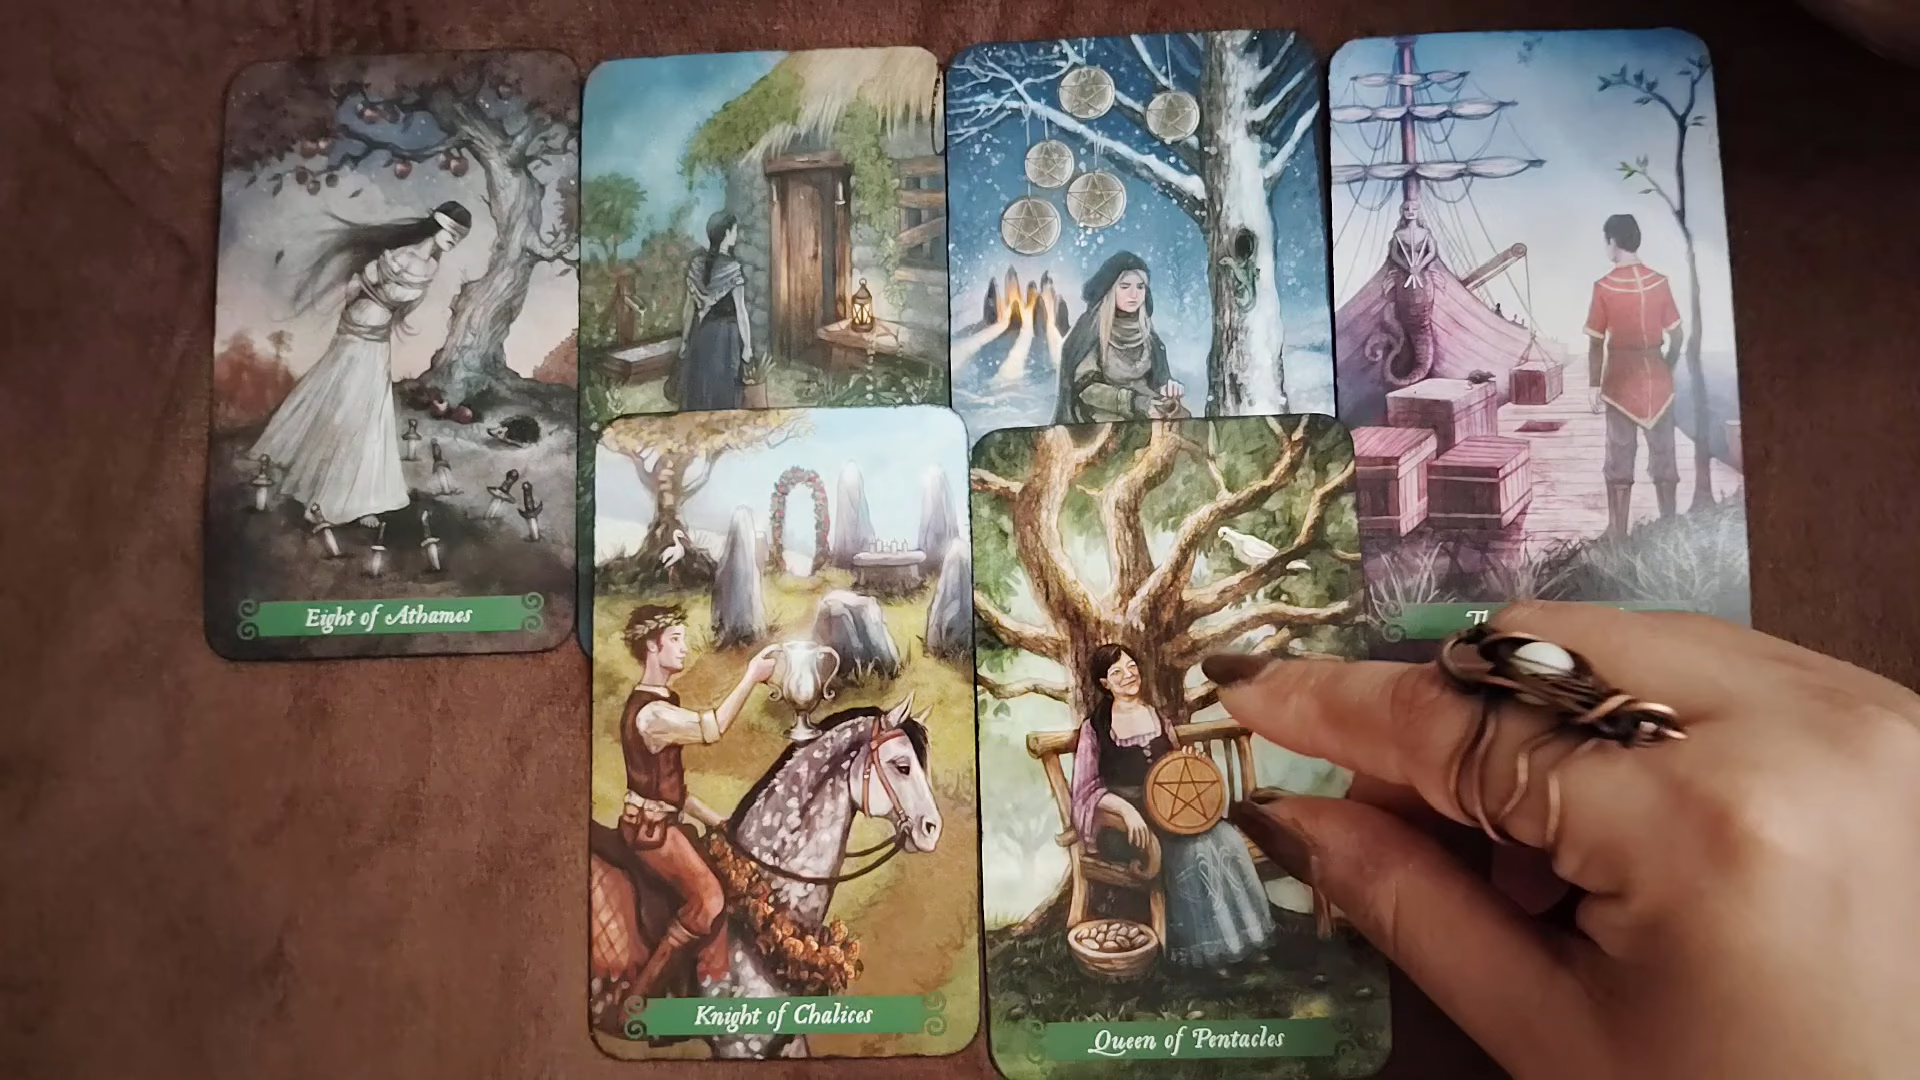 Eight of Athames
Knight of Chalices
Queen of Pentacles